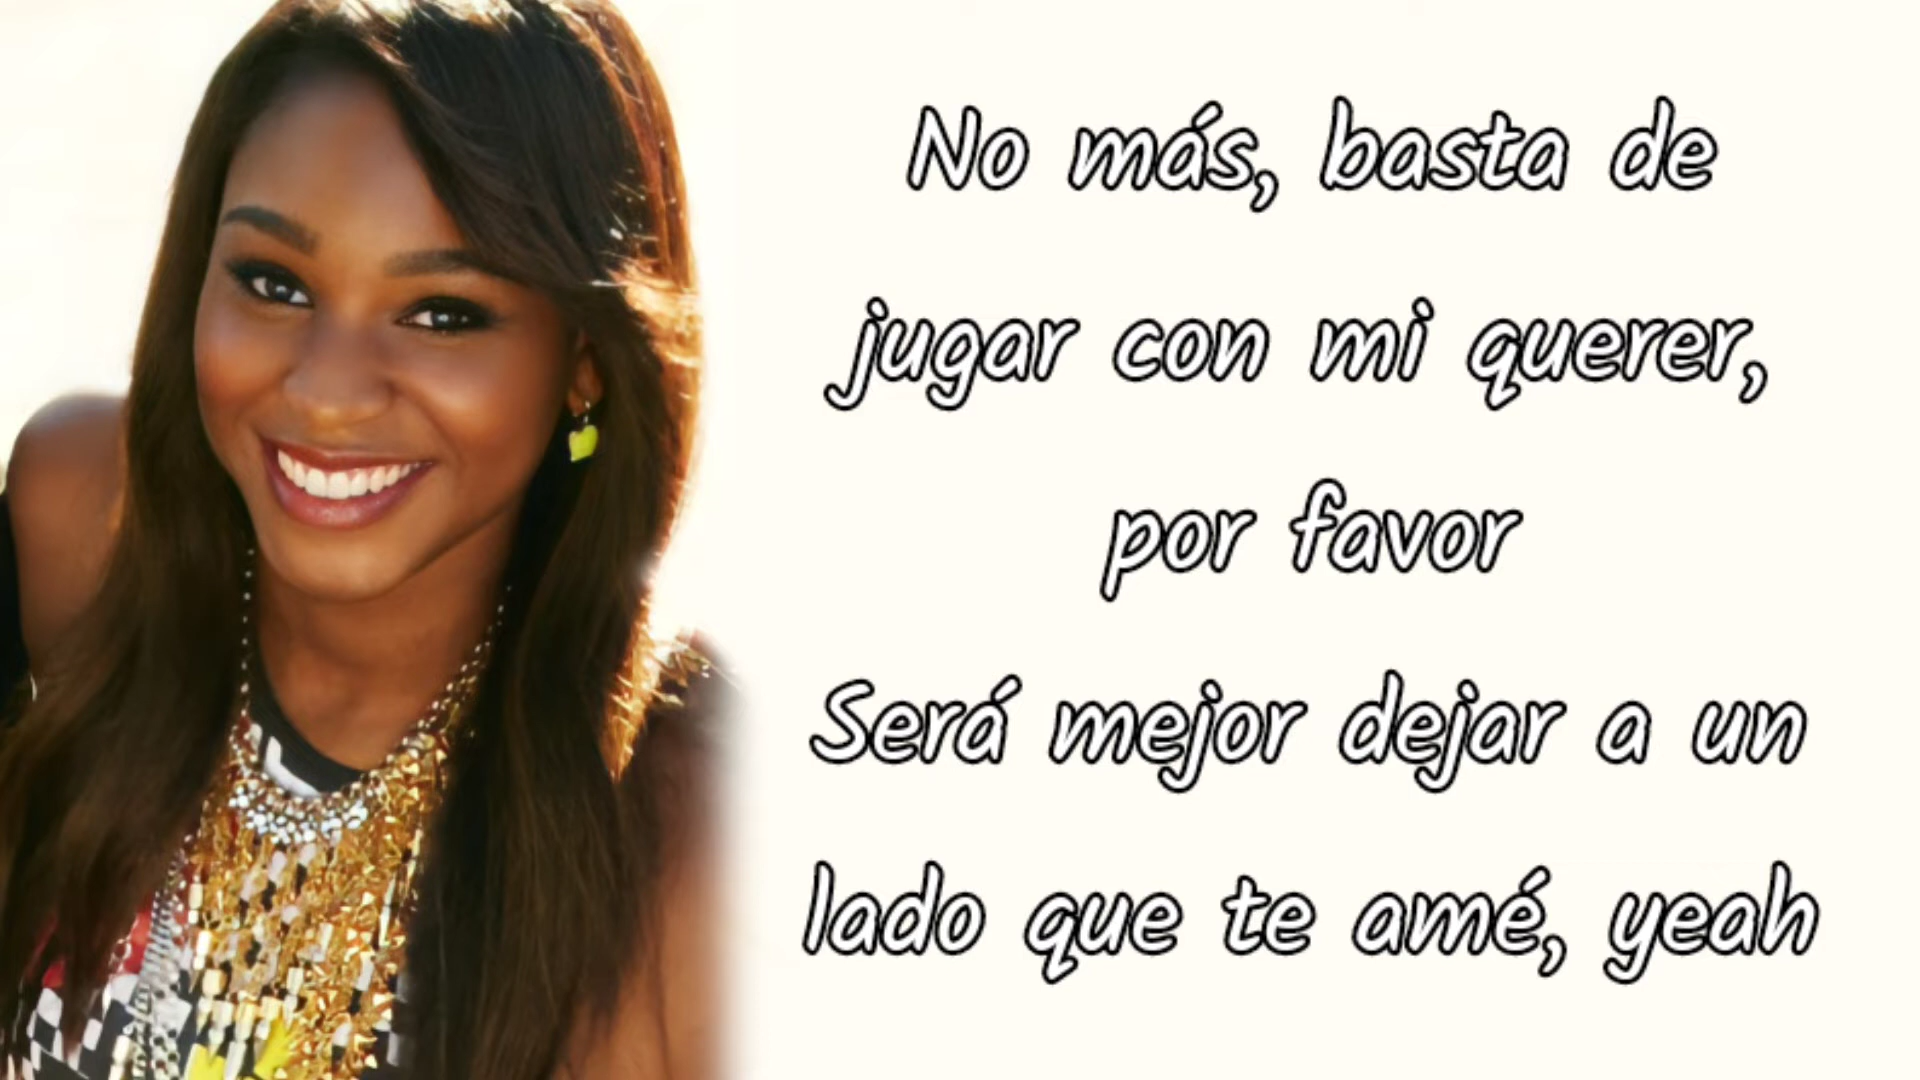 No más, basta de
jugar con mi querer,
por favor
Será mejor dejar a un
lado que te amé, yeah